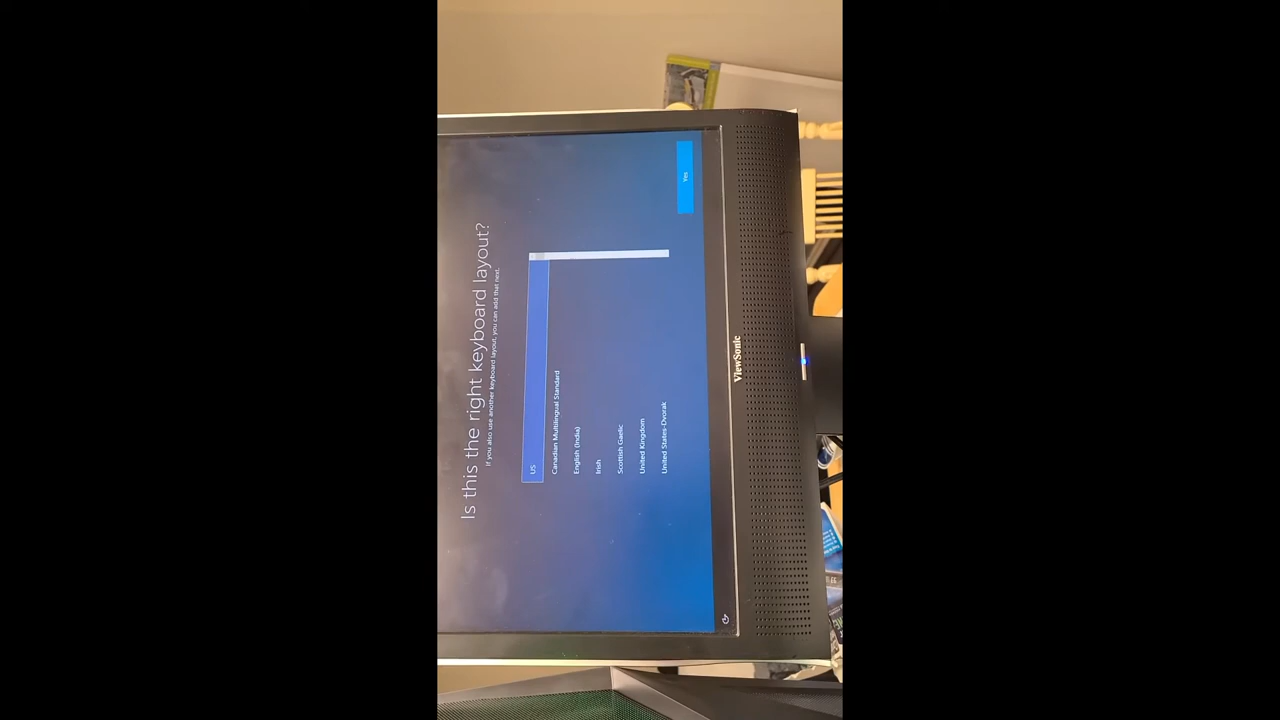 Is this the right keyboard layout?
If you also use another keyboard layout, you can add that next.
US
Canadian Multilingual Standard
English (India)
Irish
Scottish Gaelic
United Kingdom
United States-Dvorak
Yes
ViewSonic